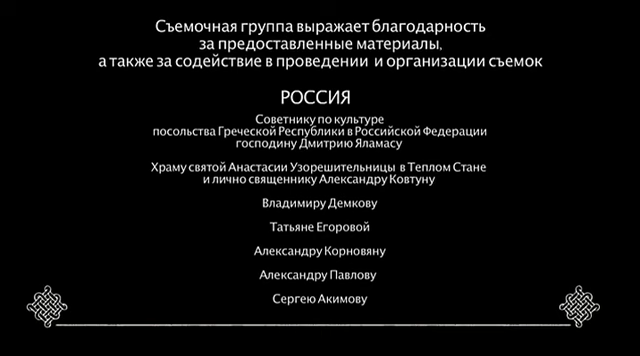 Съемочная группа выражает благодарность
за предоставленные материалы,
а также за содействие в проведении и организации съемок
РОССИЯ
Советнику по культуре
посольства Греческой Республики в Российской Федерации
господину Дмитрию Яламасу
Храму святой Анастасии Узорешительницы в Теплом Стане
и лично священнику Александру Ковтуну
Владимиру Демкову
Татьяне Егоровой
Александру Корновяну
Александру Павлову
Сергею Акимову